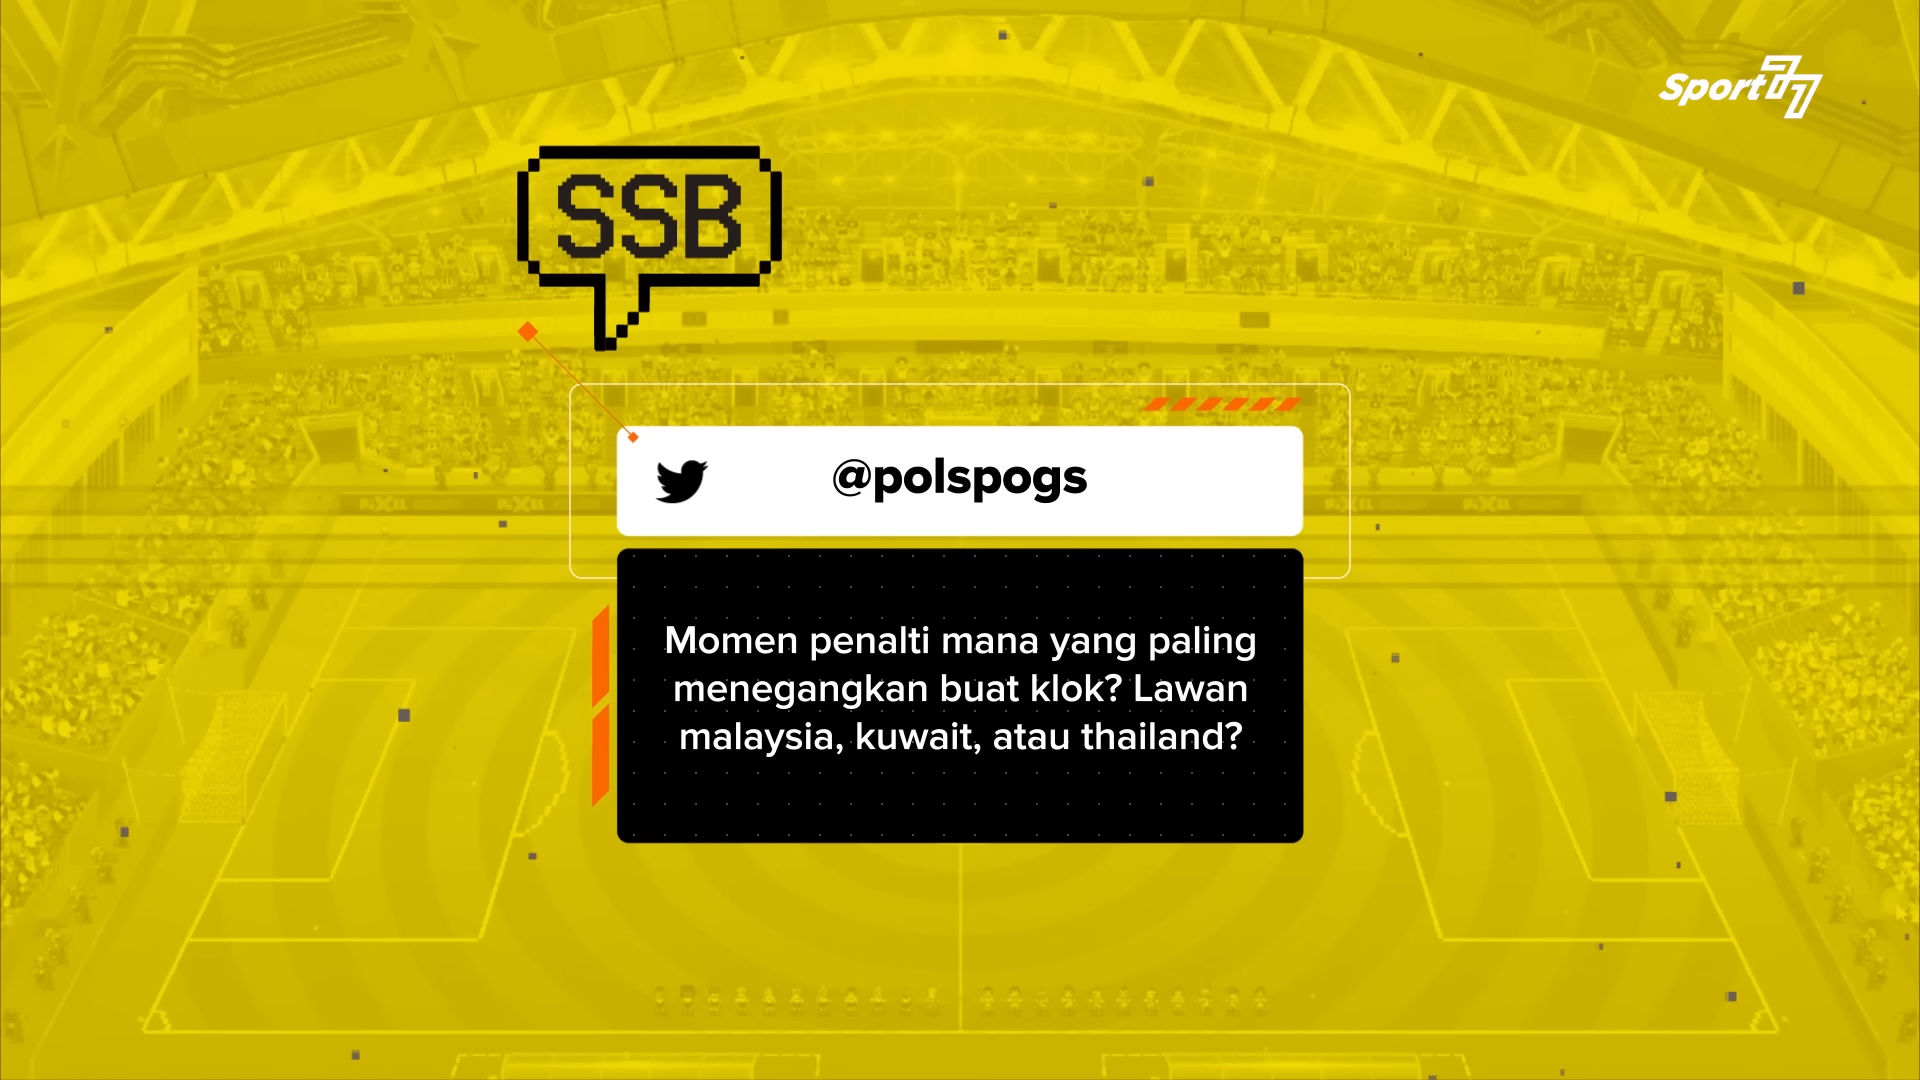 Sport77
SSB
@polspogs
Momen penalti mana yang paling
menegangkan buat klok? Lawan
malaysia, kuwait, atau thailand?